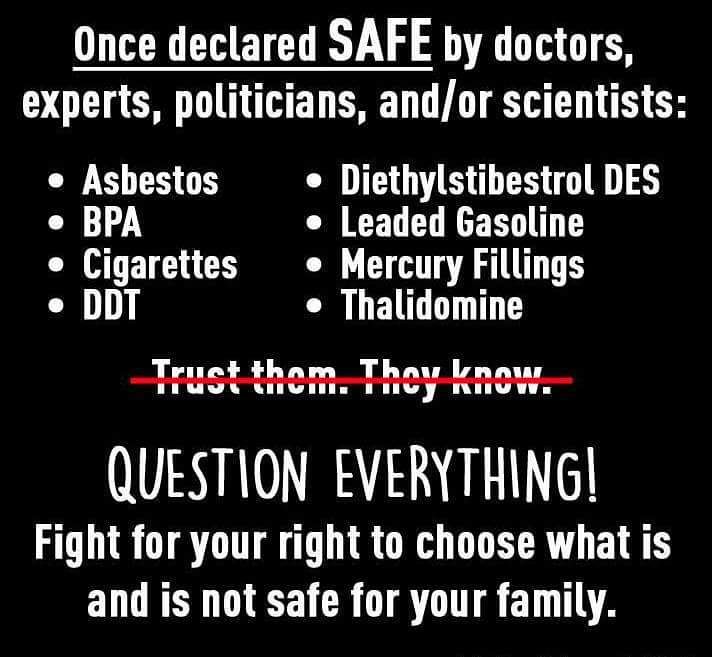 Once declared SAFE by doctors,
experts, politicians, and/or scientists:
• Asbestos
• BPA
• Cigarettes
• DDT
• Diethylstibestrol DES
• Leaded Gasoline
• Mercury Fillings
• Thalidomine
Trust them. They know.
QUESTION EVERYTHING!
Fight for your right to choose what is
and is not safe for your family.